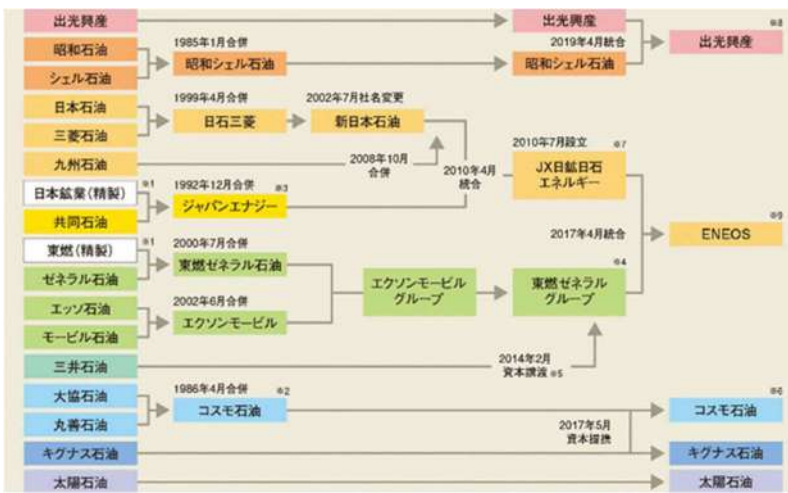 出光興産
出光興産
※8
昭和石油
1985年1月合併
2019年4月統合
出光興産
シェル石油
昭和シェル石油
昭和シェル石油
日本石油
1999年4月合併
2002年7月社名変更
三菱石油
日石三菱
新日本石油
九州石油
2008年10月
合併
2010年4月
統合
2010年7月設立 ※7
JX日鉱日石
エネルギー
日本鉱業(精製)
※1
1992年12月合併
※3
共同石油
ジャパンエナジー
2017年4月統合
※9
ENEOS
東燃(精製)
※1
2000年7月合併
ゼネラル石油
東燃ゼネラル石油
エッソ石油
2002年6月合併
モービル石油
エクソンモービル
エクソンモービル
グループ
※4
東燃ゼネラル
グループ
三井石油
2014年2月
資本譲渡 ※5
大協石油
1986年4月合併
※2
丸善石油
コスモ石油
※6
コスモ石油
2017年5月
資本提携
キグナス石油
キグナス石油
太陽石油
太陽石油